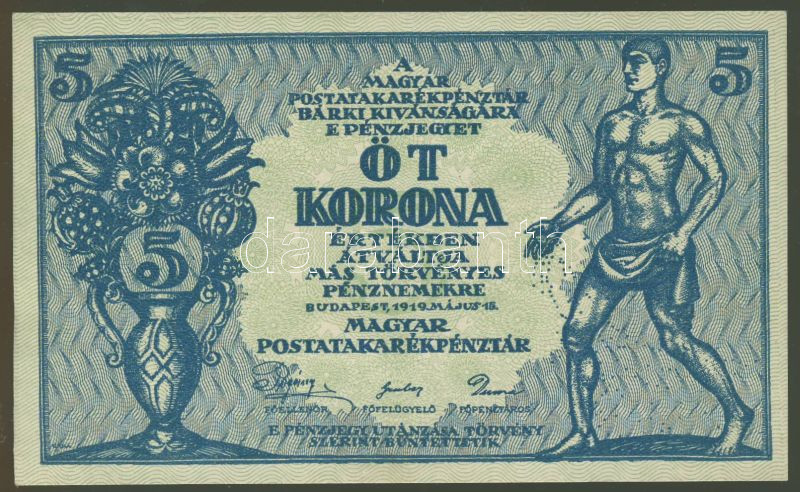 5
5
A
MAGYAR
POSTATAKARÉKPÉNZTÁR
BÁRKI KIVÁNSÁGÁRA
E PÉNZJEGYET
ÖT
KORONA
ÉRTÉKBEN
ÁTVÁLTJA
MÁS TÖRVÉNYES
PÉNZNEMEKRE
BUDAPEST, 1919. MÁJUS 15.
MAGYAR
POSTATAKARÉKPÉNZTÁR
5
FŐELLENŐR FŐFELÜGYELŐ FŐPÉNZTÁROS
E PÉNZJEGY UTÁNZÁSA TÖRVÉNY
SZERINT BÜNTETTETIK